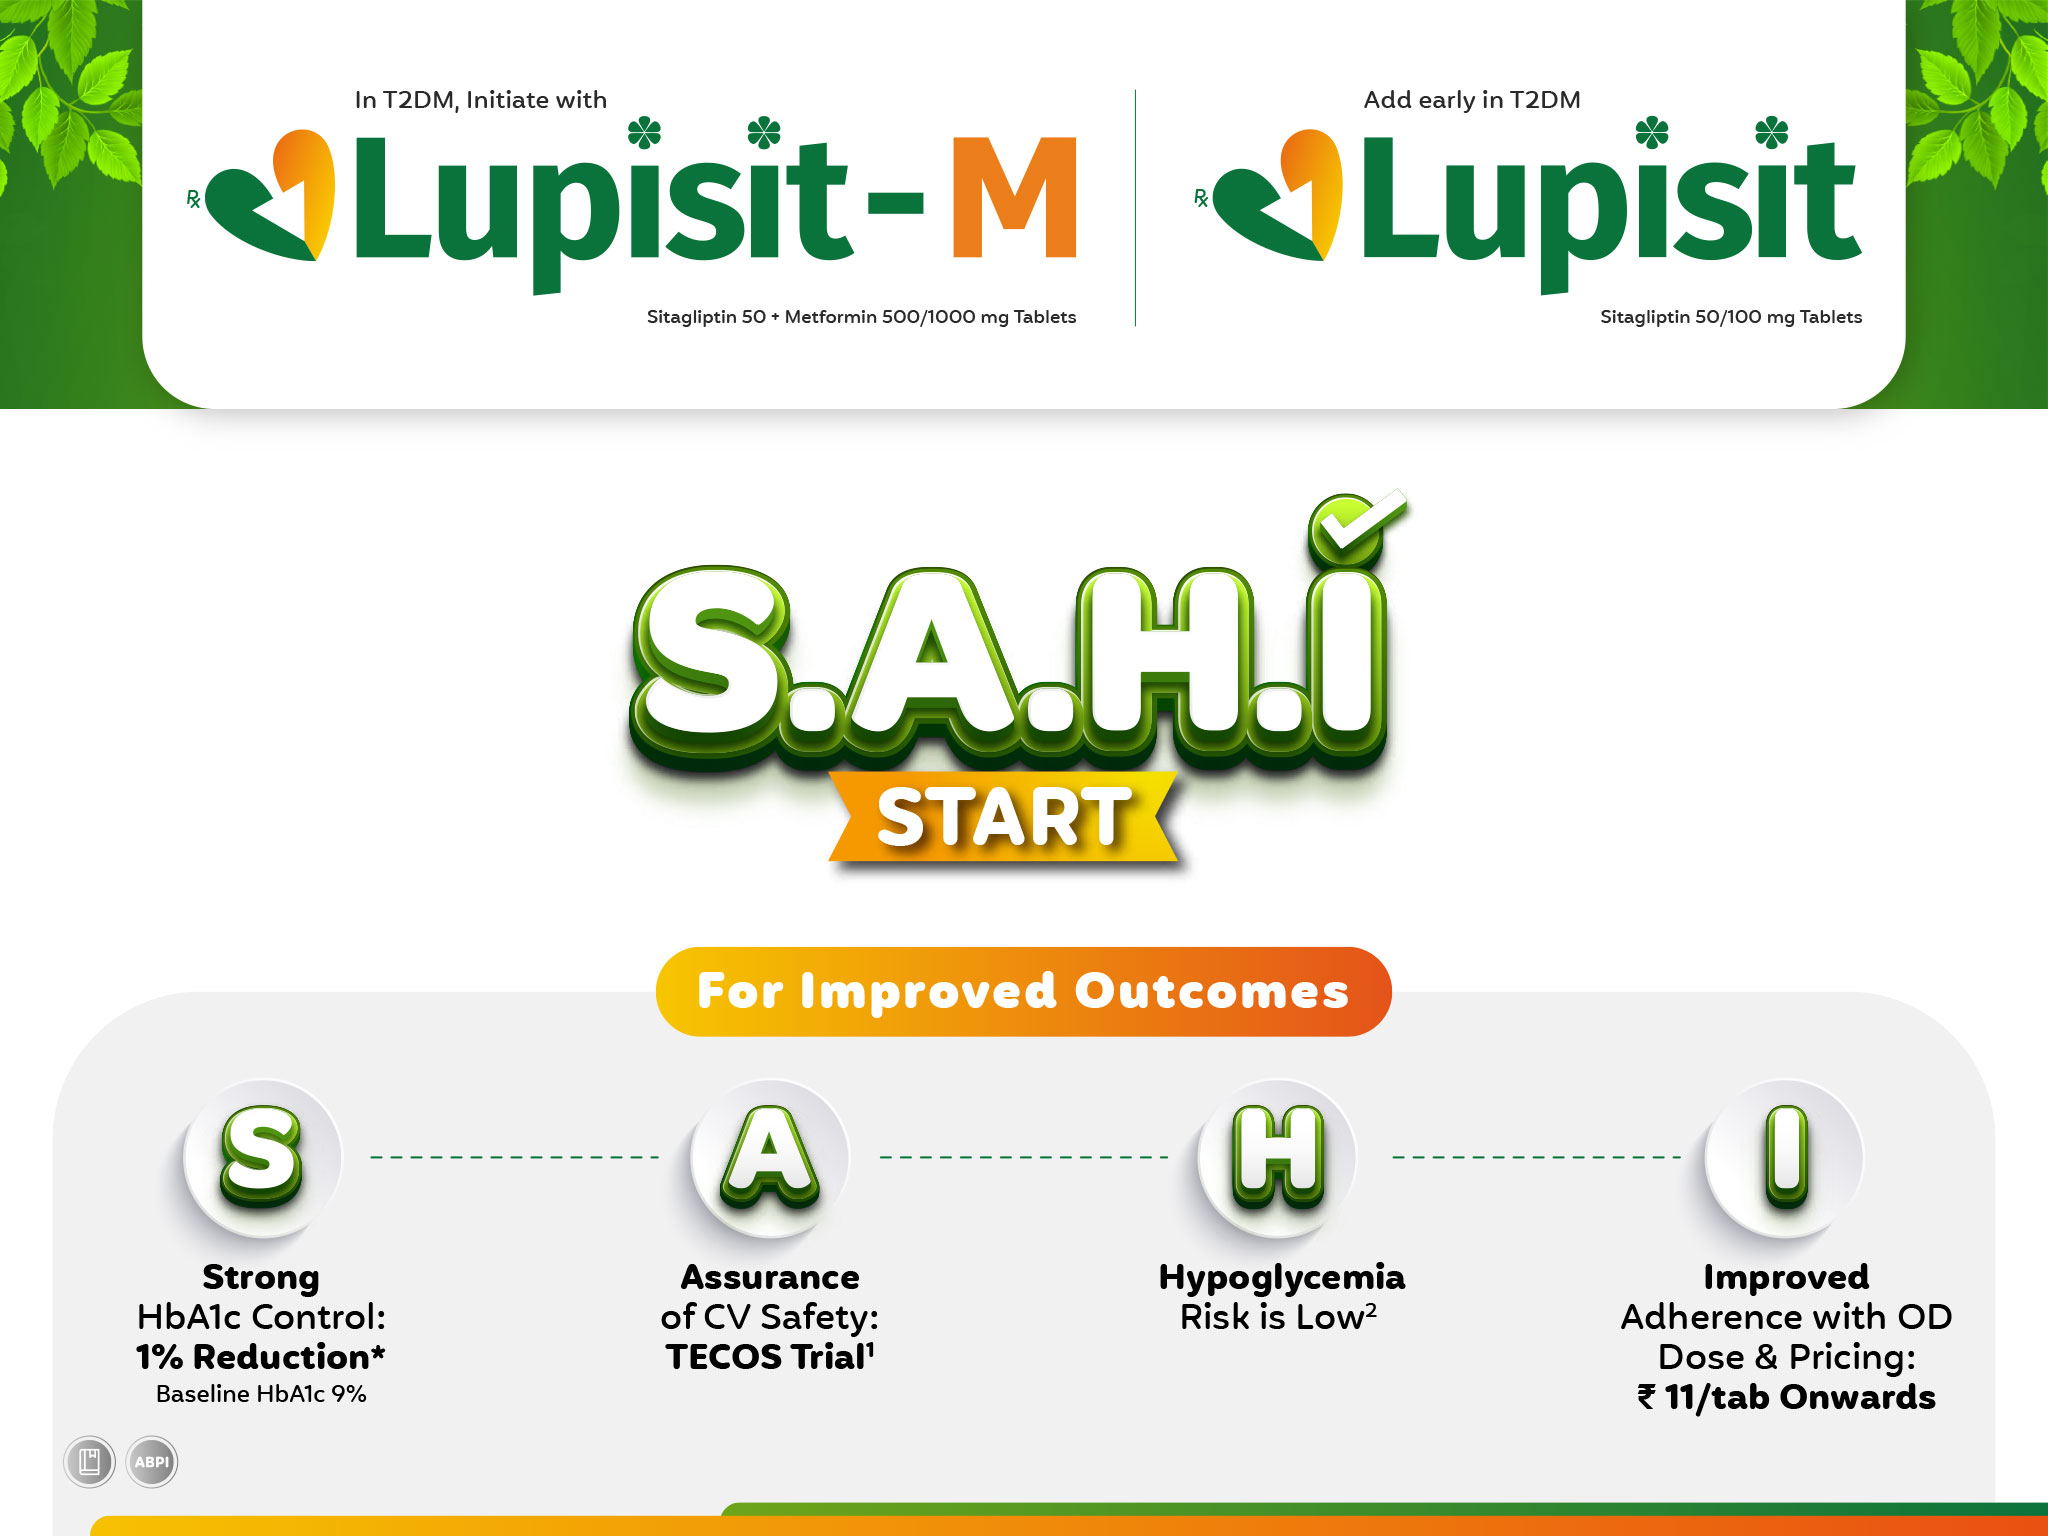 In T2DM, Initiate with
Rx Lupisit-M
Sitagliptin 50 + Metformin 500/1000 mg Tablets
Add early in T2DM
Rx Lupisit
Sitagliptin 50/100 mg Tablets
S.A.H.I
START
For Improved Outcomes
S
Strong
HbA1c Control:
1% Reduction*
Baseline HbA1c 9%
A
Assurance
of CV Safety:
TECOS Trial¹
H
Hypoglycemia
Risk is Low²
I
Improved
Adherence with OD
Dose & Pricing:
₹ 11/tab Onwards
ABPI